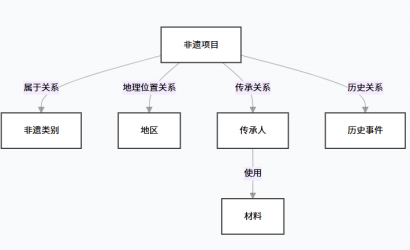 非遗项目
属于关系
地理位置关系
传承关系
历史关系
非遗类别
地区
传承人
历史事件
使用
材料